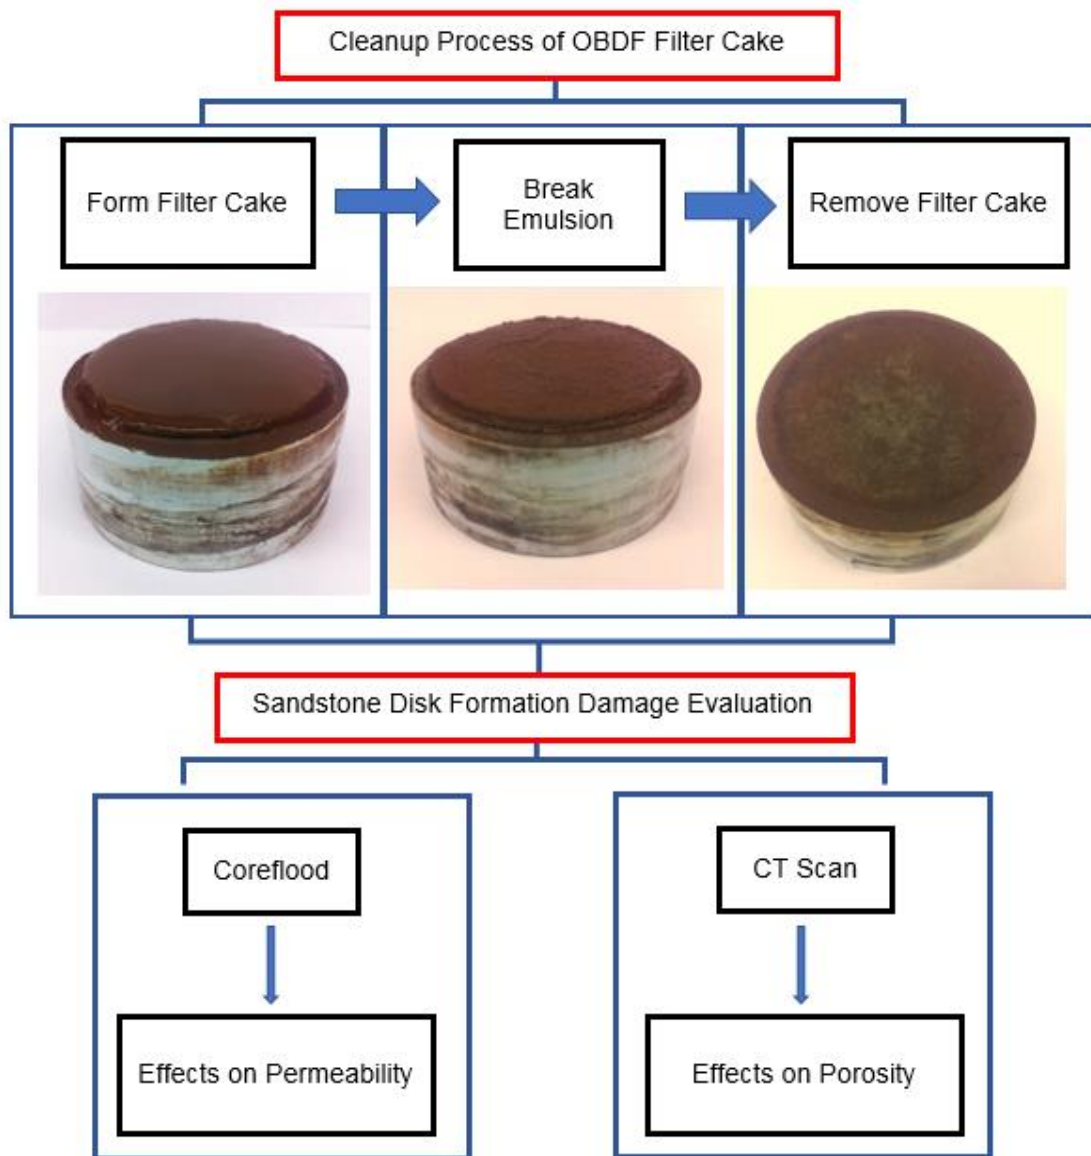 Cleanup Process of OBDF Filter Cake
Form Filter Cake
Break
Emulsion
Remove Filter Cake
Sandstone Disk Formation Damage Evaluation
Coreflood
CT Scan
Effects on Permeability
Effects on Porosity